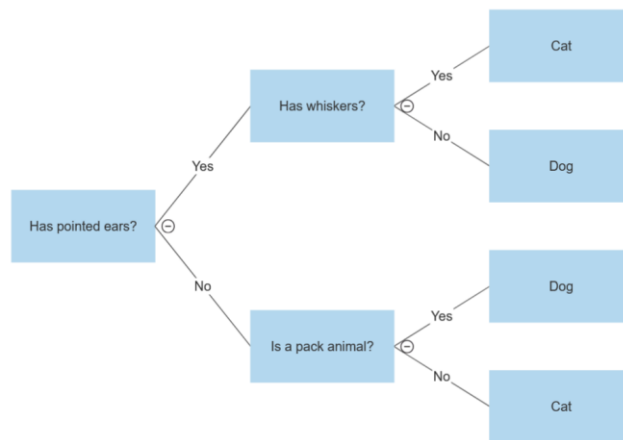 Cat
Yes
Has whiskers?
No
Yes
Dog
Has pointed ears?
Dog
No
Yes
Is a pack animal?
No
Cat